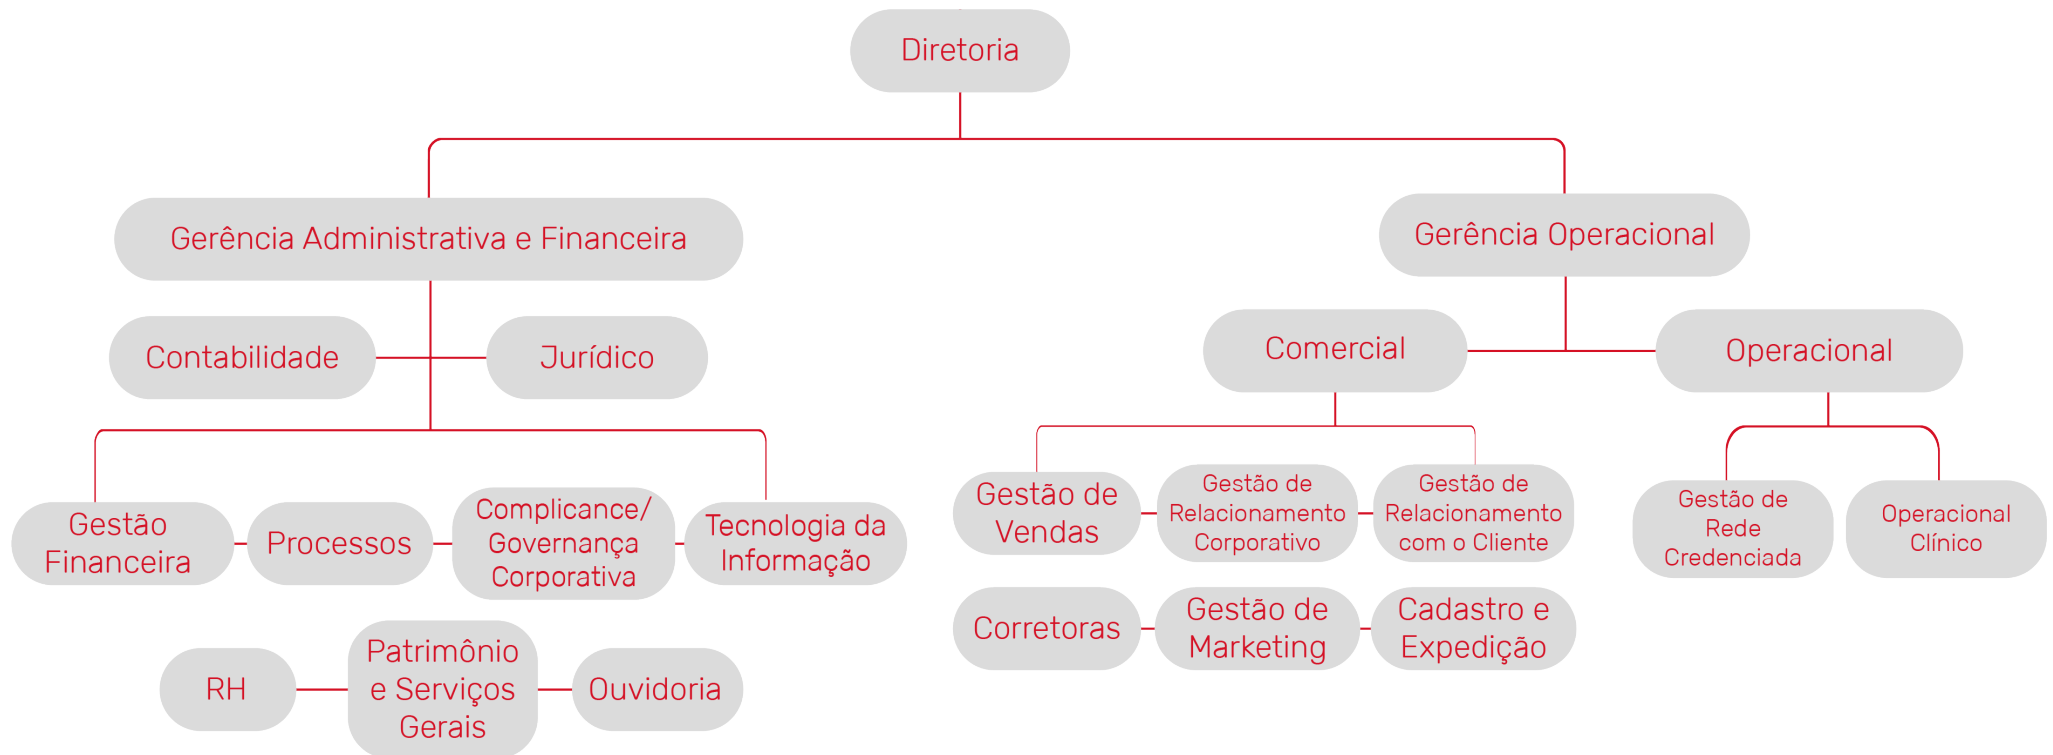 Diretoria
Gerência Administrativa e Financeira
Gerência Operacional
Contabilidade
Jurídico
Comercial
Operacional
Gestão
Financeira
Processos
Complicance/
Governança
Corporativa
Tecnologia da
Informação
RH
Patrimônio
e Serviços
Gerais
Ouvidoria
Gestão de
Vendas
Gestão de
Relacionamento
Corporativo
Gestão de
Relacionamento
com o Cliente
Corretoras
Gestão de
Marketing
Cadastro e
Expedição
Gestão de
Rede
Credenciada
Operacional
Clínico